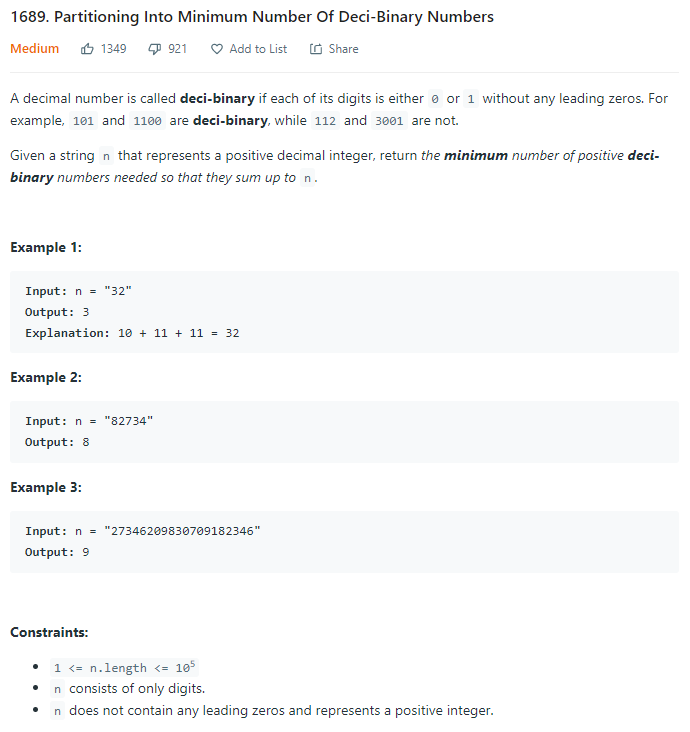 1689. Partitioning Into Minimum Number Of Deci-Binary Numbers
Medium 1349 921 Add to List Share
A decimal number is called deci-binary if each of its digits is either 0 or 1 without any leading zeros. For
example, 101 and 1100 are deci-binary, while 112 and 3001 are not.
Given a string n that represents a positive decimal integer, return the minimum number of positive deci-
binary numbers needed so that they sum up to n.
Example 1:
Input: n = "32"
Output: 3
Explanation: 10 + 11 + 11 = 32
Example 2:
Input: n = "82734"
Output: 8
Example 3:
Input: n = "27346209830709182346"
Output: 9
Constraints:
• 1 <= n.length <= 10⁵
• n consists of only digits.
• n does not contain any leading zeros and represents a positive integer.